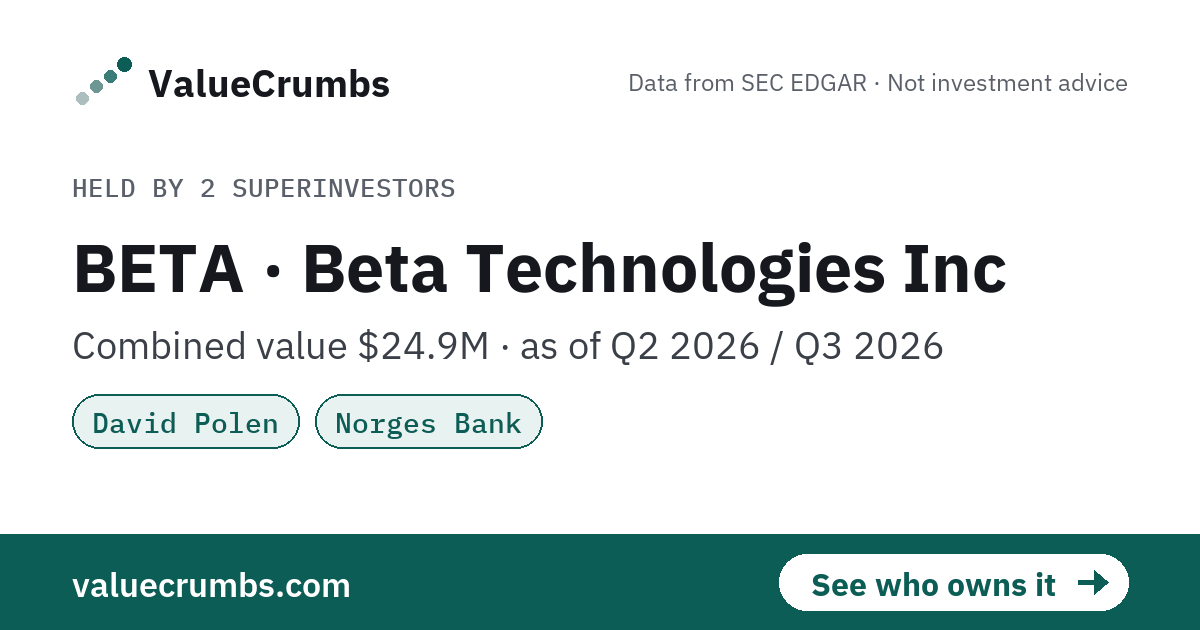 ValueCrumbs
Data from SEC EDGAR · Not investment advice
HELD BY 2 SUPERINVESTORS
BETA · Beta Technologies Inc
Combined value $24.9M · as of Q2 2026 / Q3 2026
David Polen
Norges Bank
valuecrumbs.com
See who owns it →